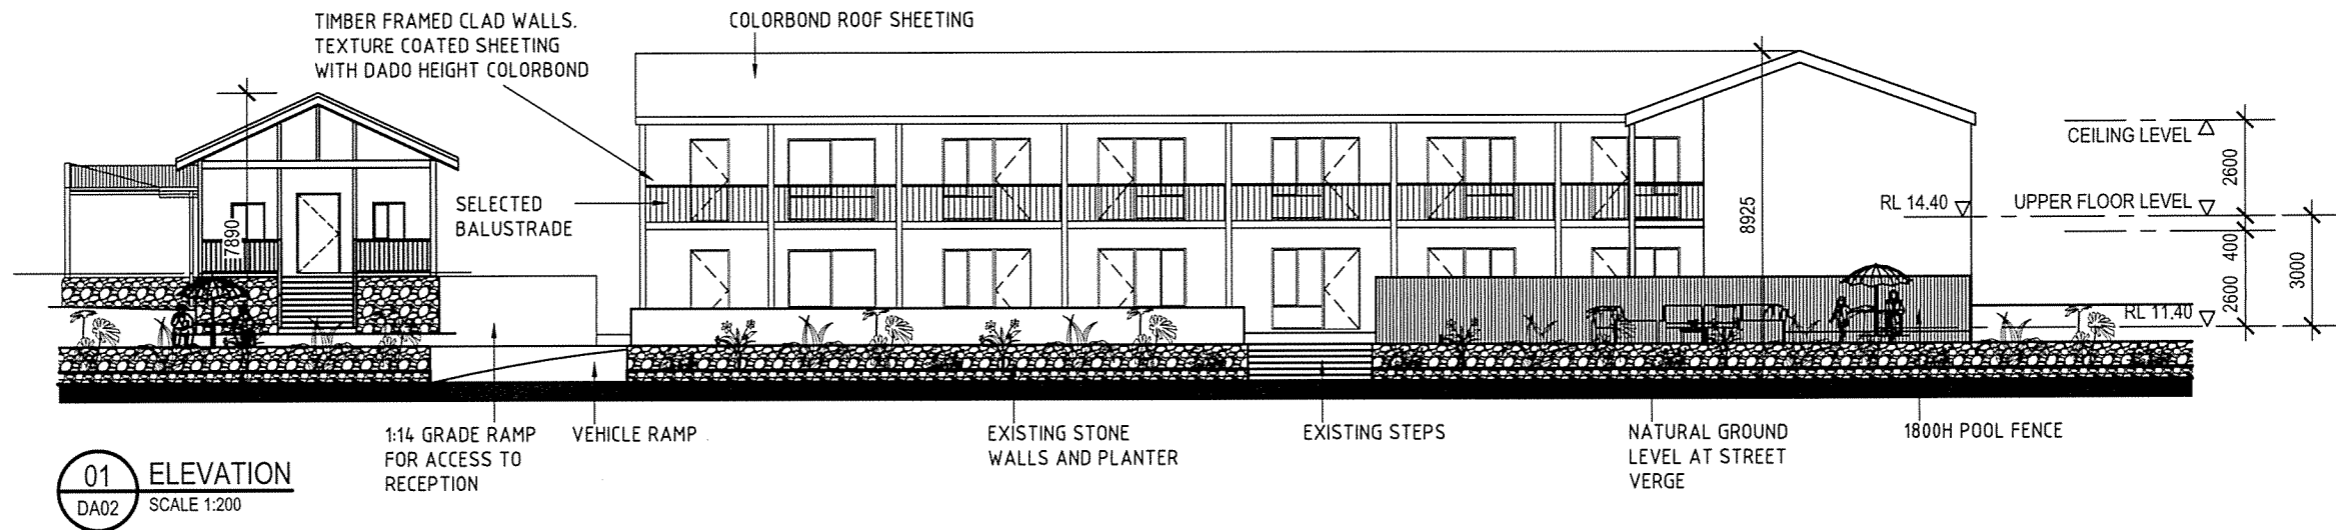 TIMBER FRAMED CLAD WALLS.
TEXTURE COATED SHEETING
WITH DADO HEIGHT COLORBOND
COLORBOND ROOF SHEETING
SELECTED
BALUSTRADE
7890
8925
CEILING LEVEL
2600
RL 14.40
UPPER FLOOR LEVEL
400
3000
2600
RL 11.40
1:14 GRADE RAMP
FOR ACCESS TO
RECEPTION
VEHICLE RAMP
EXISTING STONE
WALLS AND PLANTER
EXISTING STEPS
NATURAL GROUND
LEVEL AT STREET
VERGE
1800H POOL FENCE
01
DA02
ELEVATION
SCALE 1:200